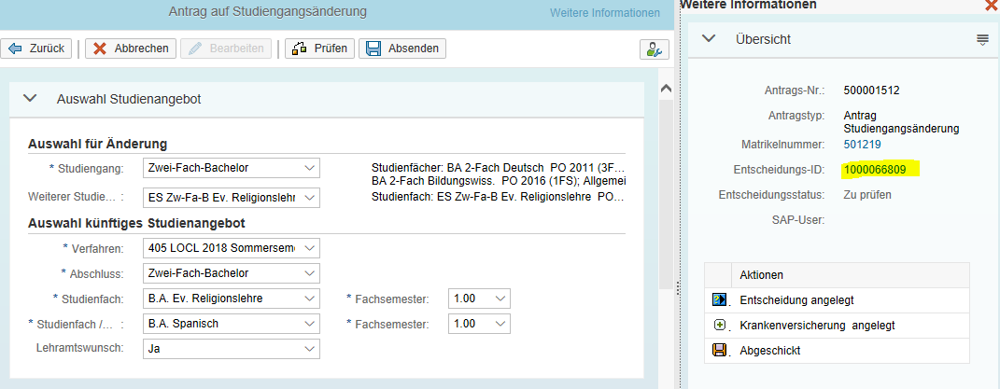 Antrag auf Studiengangsänderung
Weitere Informationen
Zurück
Abbrechen
Bearbeiten
Prüfen
Absenden
Auswahl Studienangebot
Auswahl für Änderung
* Studiengang: Zwei-Fach-Bachelor
Studienfächer: BA 2-Fach Deutsch PO 2011 (3F...
BA 2-Fach Bildungswiss. PO 2016 (1FS); Allgemei
Weiterer Studie... : ES Zw-Fa-B Ev. Religionslehr
Studienfach: ES Zw-Fa-B Ev. Religionslehre PO...
Auswahl künftiges Studienangebot
* Verfahren: 405 LOCL 2018 Sommerseme
* Abschluss: Zwei-Fach-Bachelor
* Studienfach: B.A. Ev. Religionslehre * Fachsemester: 1.00
* Studienfach /... : B.A. Spanisch * Fachsemester: 1.00
Lehramtswunsch: Ja
Weitere Informationen
Übersicht
Antrags-Nr.: 500001512
Antragstyp: Antrag
Studiengangsänderung
Matrikelnummer: 501219
Entscheidungs-ID: 1000066809
Entscheidungsstatus: Zu prüfen
SAP-User:
Aktionen
Entscheidung angelegt
Krankenversicherung angelegt
Abgeschickt